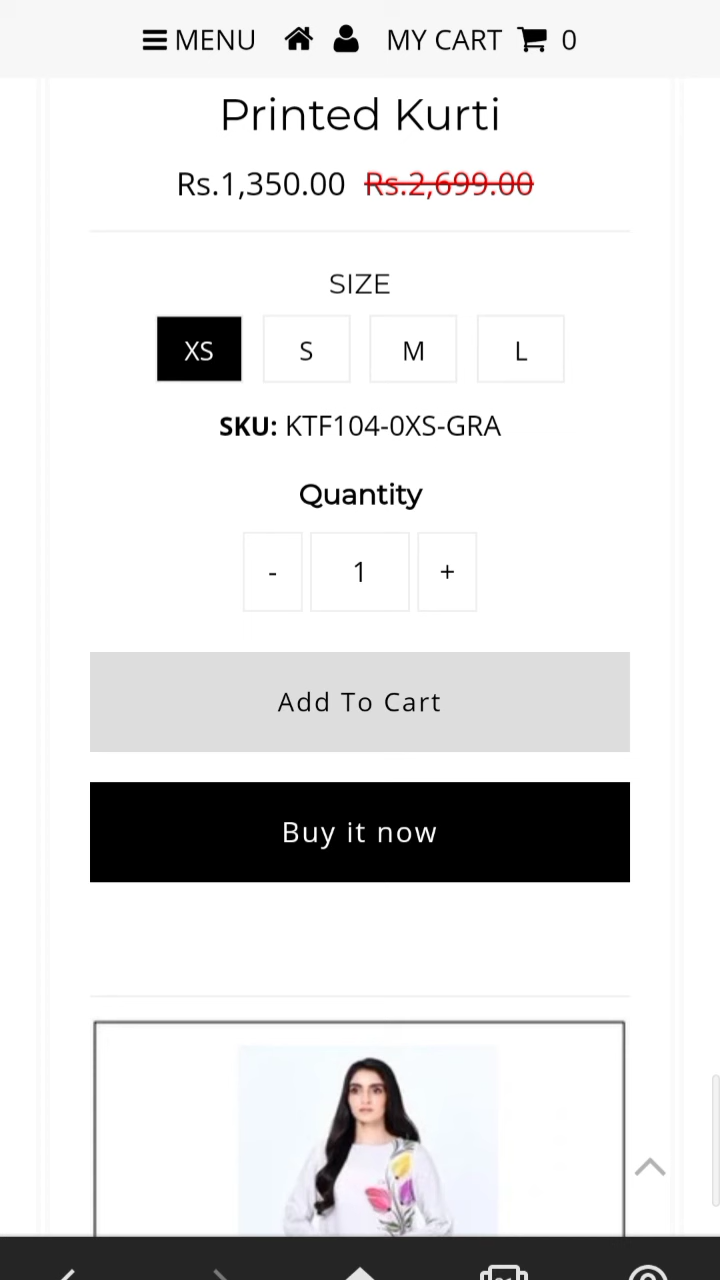 MENU MY CART 0
Printed Kurti
Rs.1,350.00 Rs.2,699.00
SIZE
XS S M L
SKU: KTF104-0XS-GRA
Quantity
- 1 +
Add To Cart
Buy it now